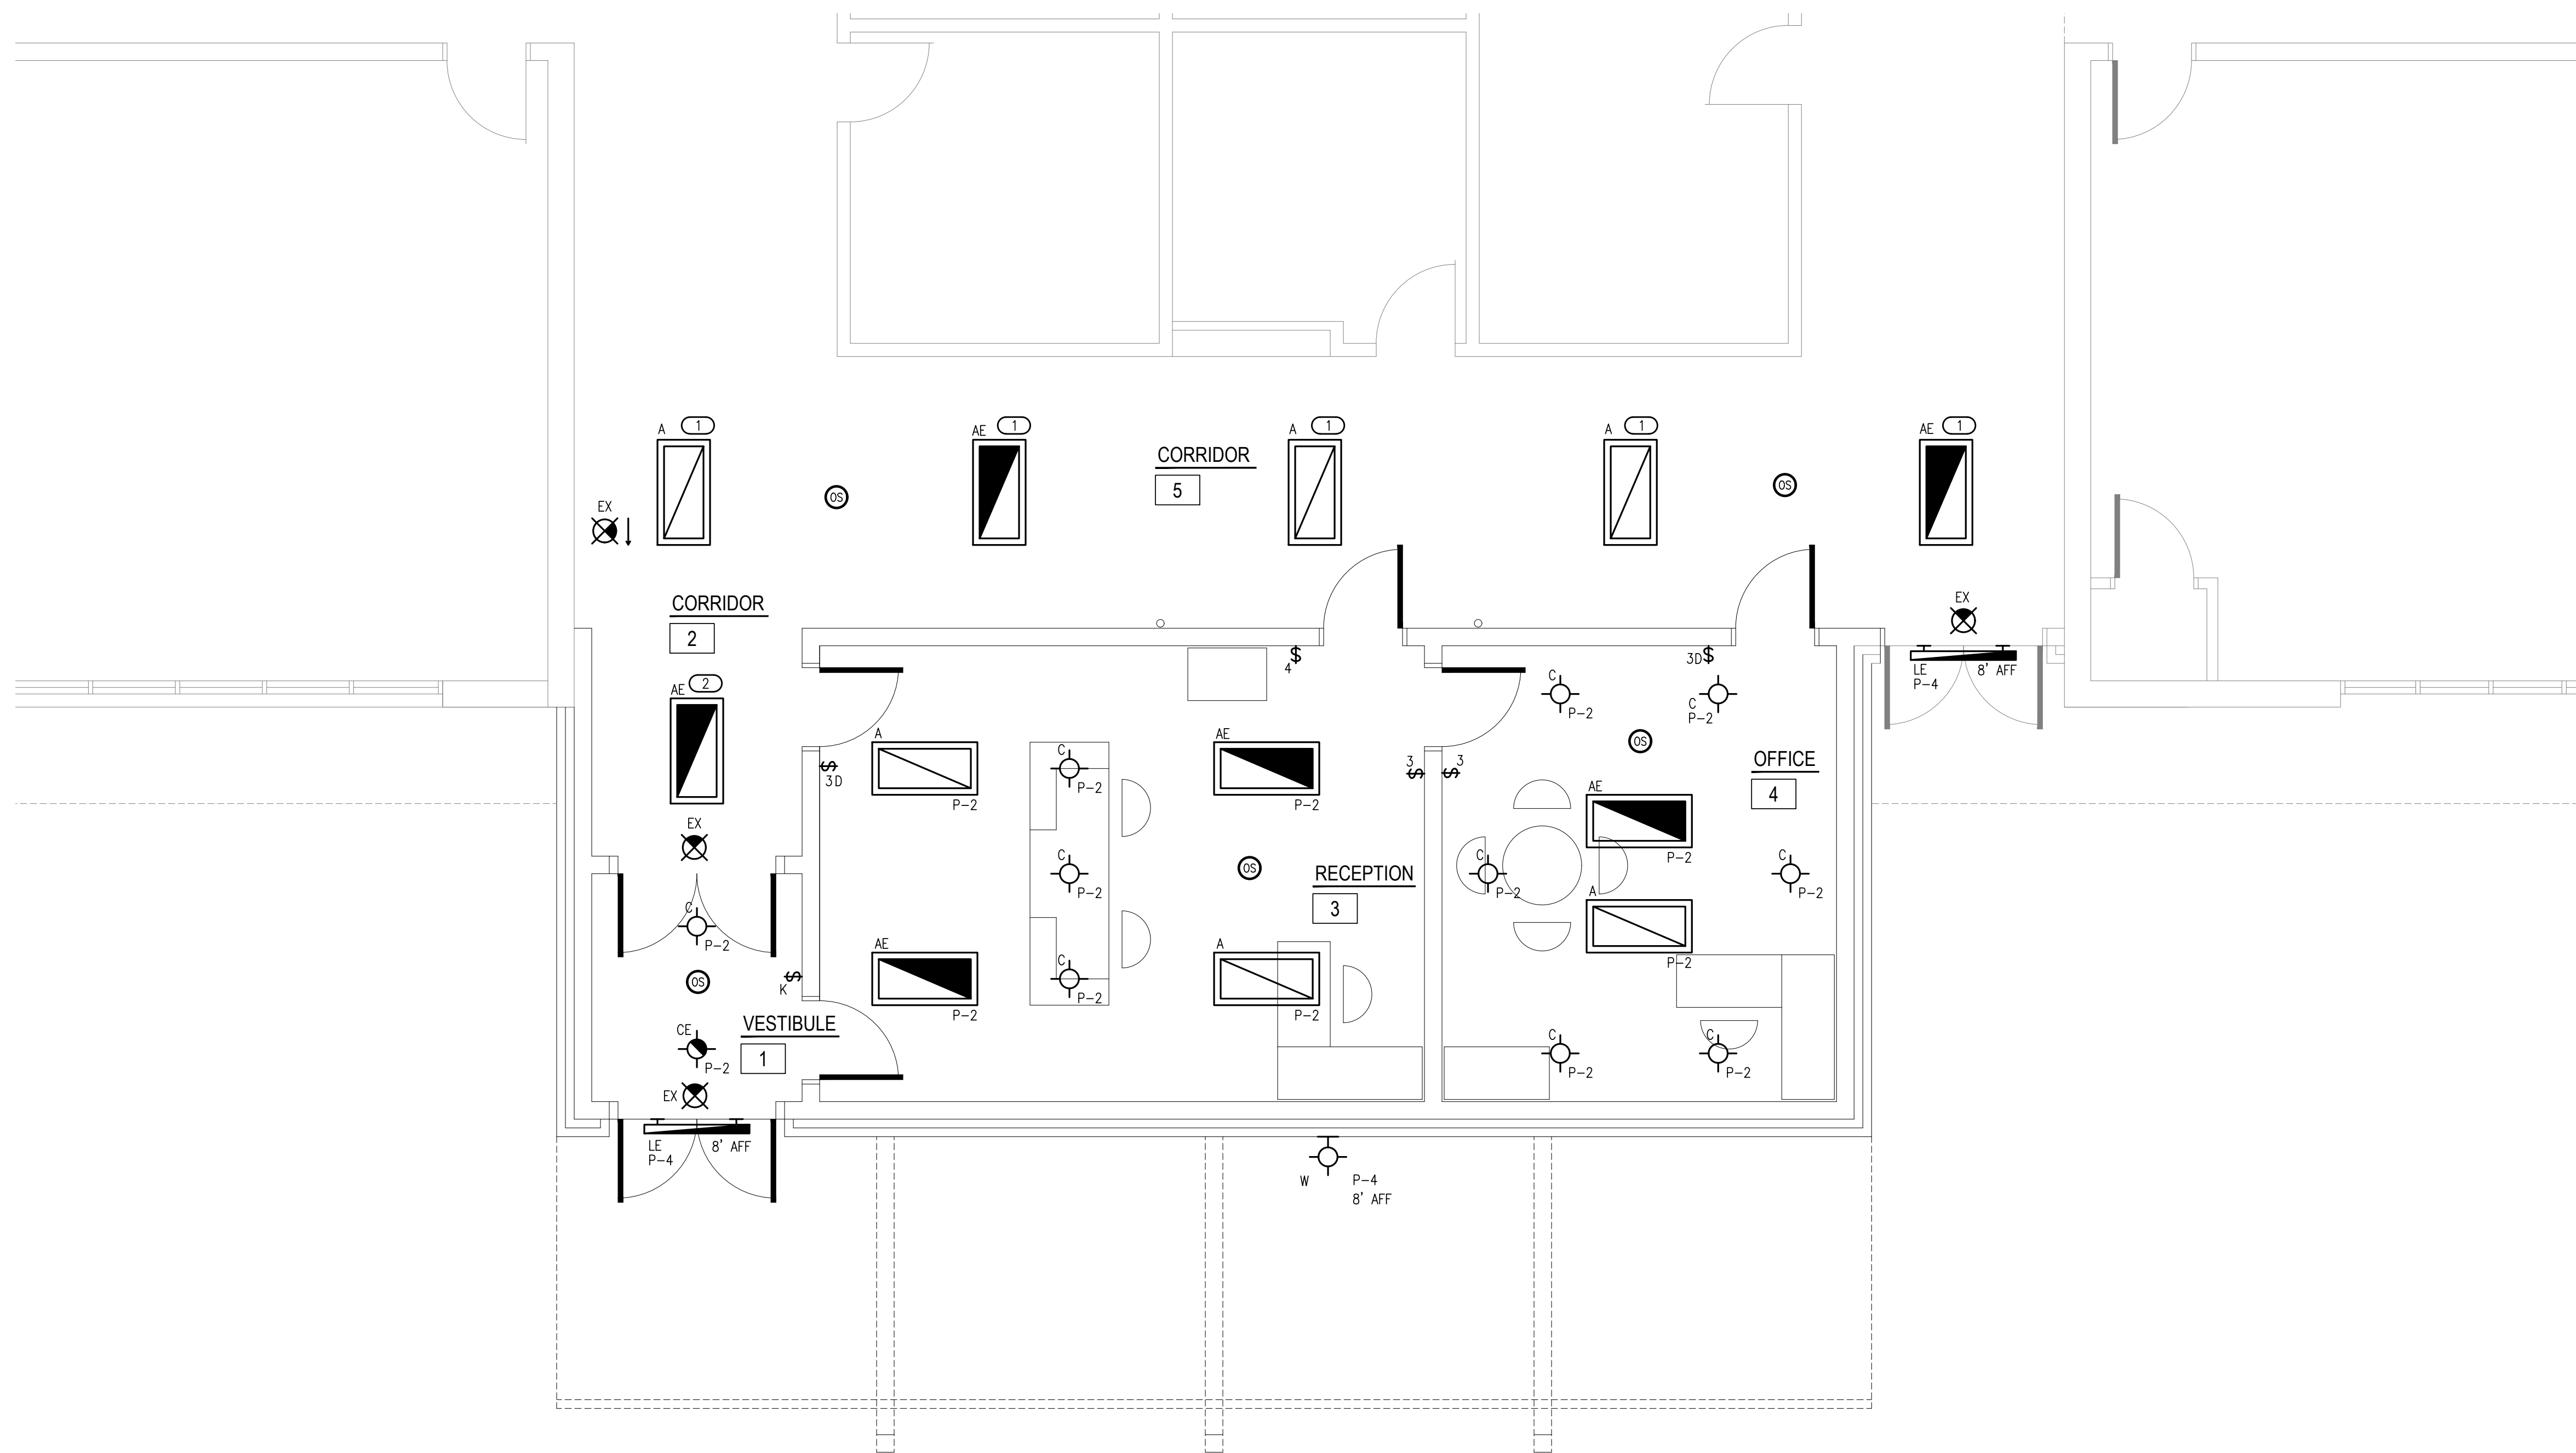 A 1
AE 1
A 1
A 1
AE 1
CORRIDOR
5
OS
OS
EX
EX
CORRIDOR
2
LE 8' AFF
P-4
AE 2
4 $
3D $
C
P-2
C
P-2
OS
A
P-2
AE
P-2
C
P-2
$
3D
3
$
3
$
OFFICE
4
AE
P-2
EX
C
P-2
OS
RECEPTION
3
C
P-2
C
P-2
A
P-2
C
P-2
OS
$
K
AE
P-2
C
P-2
A
P-2
VESTIBULE
1
CE
P-2
C
P-2
C
P-2
EX
LE 8' AFF
P-4
W P-4
8' AFF